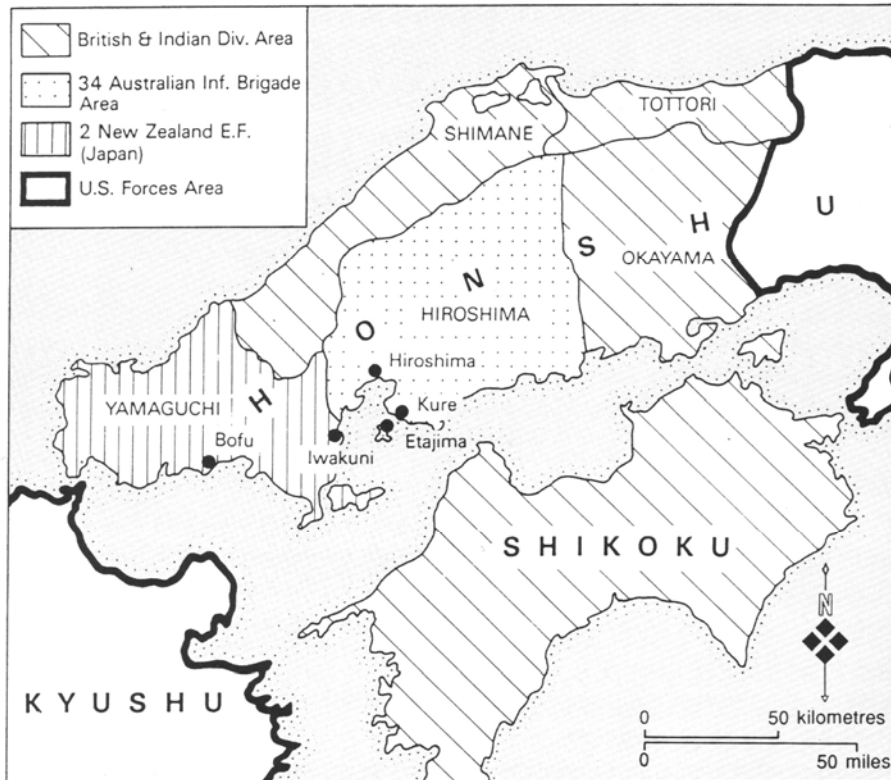 British & Indian Div. Area
34 Australian Inf. Brigade
Area
2 New Zealand E.F.
(Japan)
U.S. Forces Area
TOTTORI
SHIMANE
H O N S H U
OKAYAMA
HIROSHIMA
Hiroshima
YAMAGUCHI
Kure
Bofu
Iwakuni
Etajima
SHIKOKU
N
KYUSHU
0 50 kilometres
0 50 miles